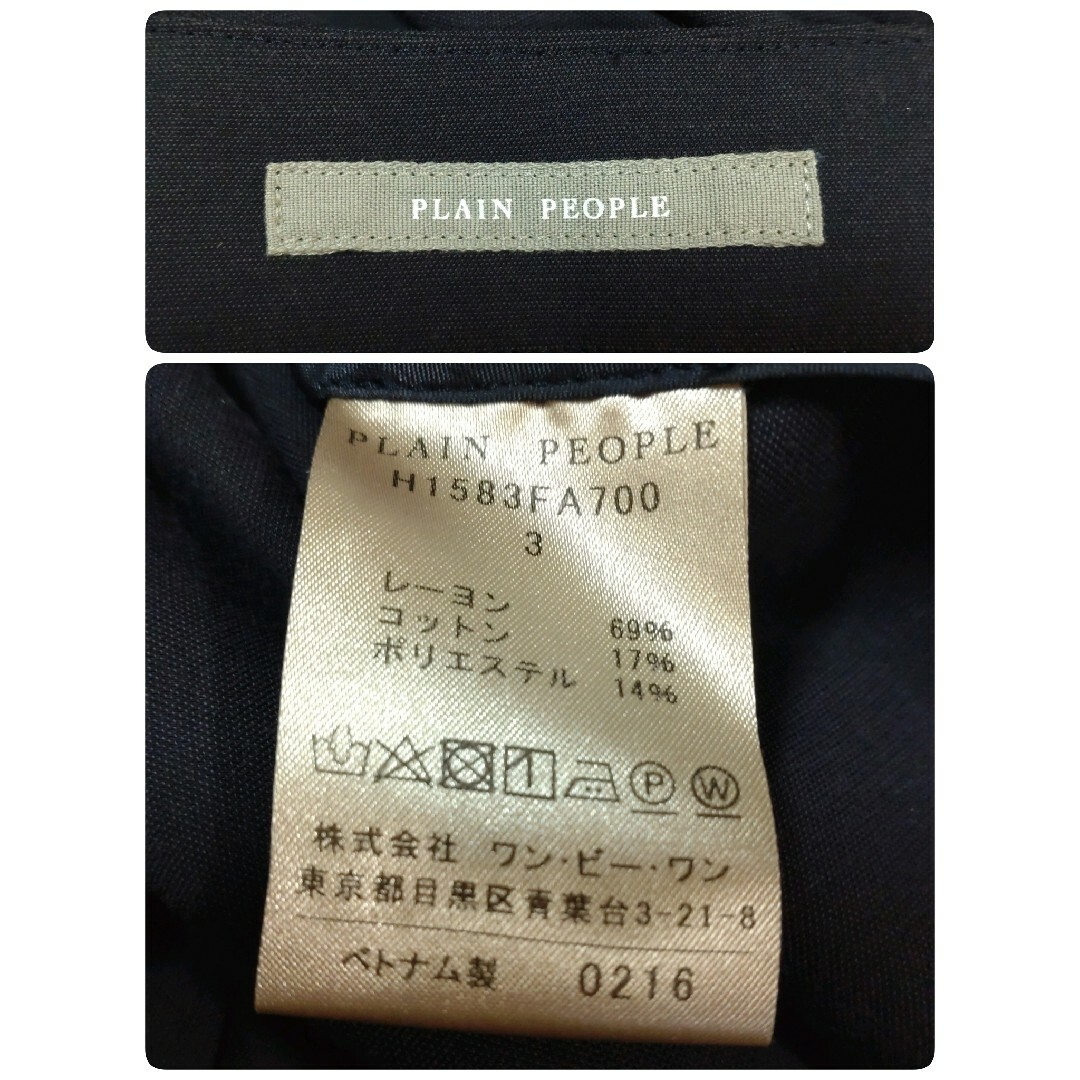 PLAIN PEOPLE
PLAIN PEOPLE
H1583FA700
3
レーヨン 69%
コットン 17%
ポリエステル 14%
P W
株式会社 ワン・ビー・ワン
東京都目黒区青葉台3-21-8
ベトナム製 0216